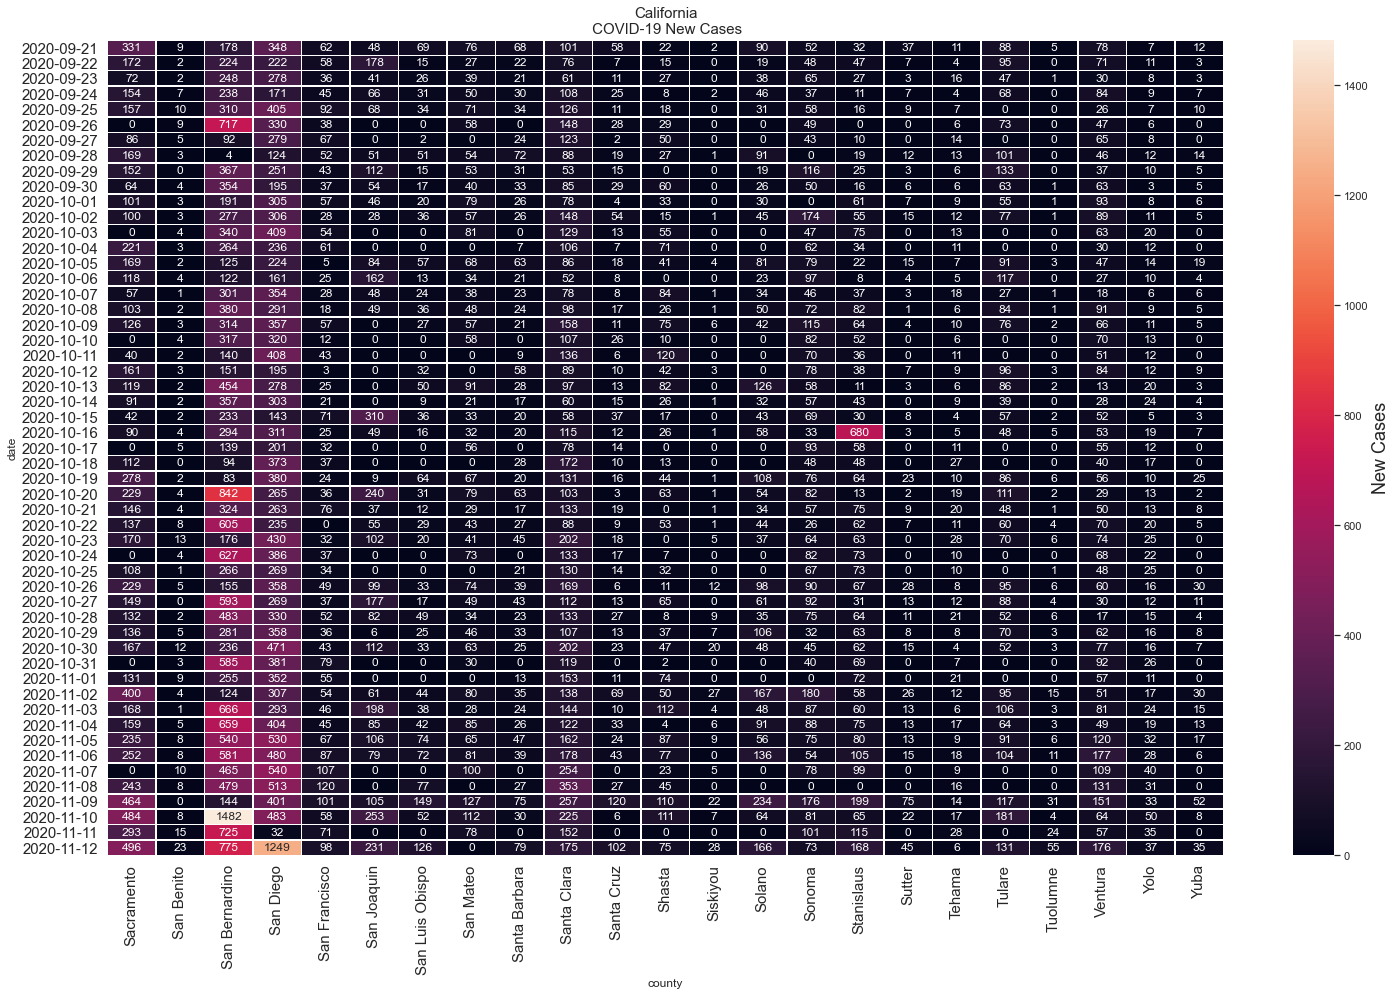 California
COVID-19 New Cases
2020-09-21 331 9 178 348 62 48 69 76 68 101 58 22 2 90 52 32 37 11 88 5 78 7 12
2020-09-22 172 2 224 222 58 178 15 27 22 76 7 15 0 19 48 47 7 4 95 0 71 11 3
2020-09-23 72 2 248 278 36 41 26 39 21 61 11 27 0 38 65 27 3 16 47 1 30 8 3
2020-09-24 154 7 238 171 45 66 31 50 30 108 25 8 2 46 37 11 7 4 68 0 84 9 7
2020-09-25 157 10 310 405 92 68 34 71 34 126 11 18 0 31 58 16 9 7 0 0 26 7 10
2020-09-26 0 9 717 330 38 0 0 58 0 148 28 29 0 0 49 0 0 6 73 0 47 6 0
2020-09-27 86 5 92 279 67 0 2 0 24 123 2 50 0 0 43 10 0 14 0 0 65 8 0
2020-09-28 169 3 4 124 52 51 51 54 72 88 19 27 1 91 0 19 12 13 101 0 46 12 14
2020-09-29 152 0 367 251 43 112 15 53 31 53 15 0 0 19 116 25 3 6 133 0 37 10 5
2020-09-30 64 4 354 195 37 54 17 40 33 85 29 60 0 26 50 16 6 6 63 1 63 3 5
2020-10-01 101 3 191 305 57 46 20 79 26 78 4 33 0 30 0 61 7 9 55 1 93 8 6
2020-10-02 100 3 277 306 28 28 36 57 26 148 54 15 1 45 174 55 15 12 77 1 89 11 5
2020-10-03 0 4 340 409 54 0 0 81 0 129 13 55 0 0 47 75 0 13 0 0 63 20 0
2020-10-04 221 3 264 236 61 0 0 0 7 106 7 71 0 0 62 34 0 11 0 0 30 12 0
2020-10-05 169 2 125 224 5 84 57 68 63 86 18 41 4 81 79 22 15 7 91 3 47 14 19
2020-10-06 118 4 122 161 25 162 13 34 21 52 8 0 0 23 97 8 4 5 117 0 27 10 4
2020-10-07 57 1 301 354 28 48 24 38 23 78 8 84 1 34 46 37 3 18 27 1 18 6 6
2020-10-08 103 2 380 291 18 49 36 48 24 98 17 26 1 50 72 82 1 6 84 1 91 9 5
2020-10-09 126 3 314 357 57 0 27 57 21 158 11 75 6 42 115 64 4 10 76 2 66 11 5
2020-10-10 0 4 317 320 12 0 0 58 0 107 26 10 0 0 82 52 0 6 0 0 70 13 0
2020-10-11 40 2 140 408 43 0 0 0 9 136 6 120 0 0 70 36 0 11 0 0 51 12 0
2020-10-12 161 3 151 195 3 0 32 0 58 89 10 42 3 0 78 38 7 9 96 3 84 12 9
2020-10-13 119 2 454 278 25 0 50 91 28 97 13 82 0 126 58 11 3 6 86 2 13 20 3
2020-10-14 91 2 357 303 21 0 9 21 17 60 15 26 1 32 57 43 0 9 39 0 28 24 4
2020-10-15 42 2 233 143 71 310 36 33 20 58 37 17 0 43 69 30 8 4 57 2 52 5 3
2020-10-16 90 4 294 311 25 49 16 32 20 115 12 26 1 58 33 680 3 5 48 5 53 19 7
2020-10-17 0 5 139 201 32 0 0 56 0 78 14 0 0 0 93 58 0 11 0 0 55 12 0
2020-10-18 112 0 94 373 37 0 0 0 28 172 10 13 0 0 48 48 0 27 0 0 40 17 0
2020-10-19 278 2 83 380 24 9 64 67 20 131 16 44 1 108 76 64 23 10 86 6 56 10 25
2020-10-20 229 4 842 265 36 240 31 79 63 103 3 63 1 54 82 13 2 19 111 2 29 13 2
2020-10-21 146 4 324 263 76 37 12 29 17 133 19 0 1 34 57 75 9 20 48 1 50 13 8
2020-10-22 137 8 605 235 0 55 29 43 27 88 9 53 1 44 26 62 7 11 60 4 70 20 5
2020-10-23 170 13 176 430 32 102 20 41 45 202 18 0 5 37 64 63 0 28 70 6 74 25 0
2020-10-24 0 4 627 386 37 0 0 73 0 133 17 7 0 0 82 73 0 10 0 0 68 22 0
2020-10-25 108 1 266 269 34 0 0 0 21 130 14 32 0 0 67 73 0 10 0 1 48 25 0
2020-10-26 229 5 155 358 49 99 33 74 39 169 6 11 12 98 90 67 28 8 95 6 60 16 30
2020-10-27 149 0 593 269 37 177 17 49 43 112 13 65 0 61 92 31 13 12 88 4 30 12 11
2020-10-28 132 2 483 330 52 82 49 34 23 133 27 8 9 35 75 64 11 21 52 6 17 15 4
2020-10-29 136 5 281 358 36 6 25 46 33 107 13 37 7 106 32 63 8 8 70 3 62 16 8
2020-10-30 167 12 236 471 43 112 33 63 25 202 23 47 20 48 45 62 15 4 52 3 77 16 7
2020-10-31 0 3 585 381 79 0 0 30 0 119 0 2 0 0 40 69 0 7 0 0 92 26 0
2020-11-01 131 9 255 352 55 0 0 0 13 153 11 74 0 0 0 72 0 21 0 0 57 11 0
2020-11-02 400 4 124 307 54 61 44 80 35 138 69 50 27 167 180 58 26 12 95 15 51 17 30
2020-11-03 168 1 666 293 46 198 38 28 24 144 10 112 4 48 87 60 13 6 106 3 81 24 15
2020-11-04 159 5 659 404 45 85 42 85 26 122 33 4 6 91 88 75 13 17 64 3 49 19 13
2020-11-05 235 8 540 530 67 106 74 65 47 162 24 87 9 56 75 80 13 9 91 6 120 32 17
2020-11-06 252 8 581 480 87 79 72 81 39 178 43 77 0 136 54 105 15 18 104 11 177 28 6
2020-11-07 0 10 465 540 107 0 0 100 0 254 0 23 5 0 78 99 0 9 0 0 109 40 0
2020-11-08 243 8 479 513 120 0 77 0 27 353 27 45 0 0 0 0 0 16 0 0 131 31 0
2020-11-09 464 0 144 401 101 105 149 127 75 257 120 110 22 234 176 199 75 14 117 31 151 33 52
2020-11-10 484 8 1482 483 58 253 52 112 30 225 6 111 7 64 81 65 22 17 181 4 64 50 8
2020-11-11 293 15 725 32 71 0 0 78 0 152 0 0 0 0 101 115 0 28 0 24 57 35 0
2020-11-12 496 23 775 1249 98 231 126 0 79 175 102 75 28 166 73 168 45 6 131 55 176 37 35
date
Sacramento
San Benito
San Bernardino
San Diego
San Francisco
San Joaquin
San Luis Obispo
San Mateo
Santa Barbara
Santa Clara
Santa Cruz
Shasta
Siskiyou
Solano
Sonoma
Stanislaus
Sutter
Tehama
Tulare
Tuolumne
Ventura
Yolo
Yuba
county
1400
1200
1000
800
600
400
200
0
New Cases